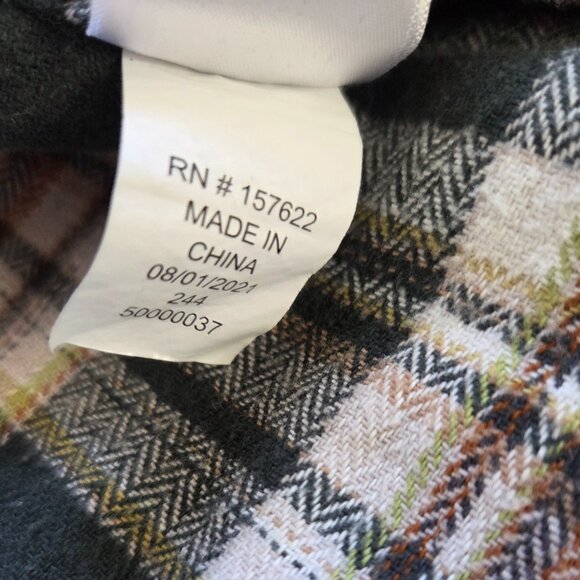 RN # 157622
MADE IN
CHINA
08/01/2021
244
50000037